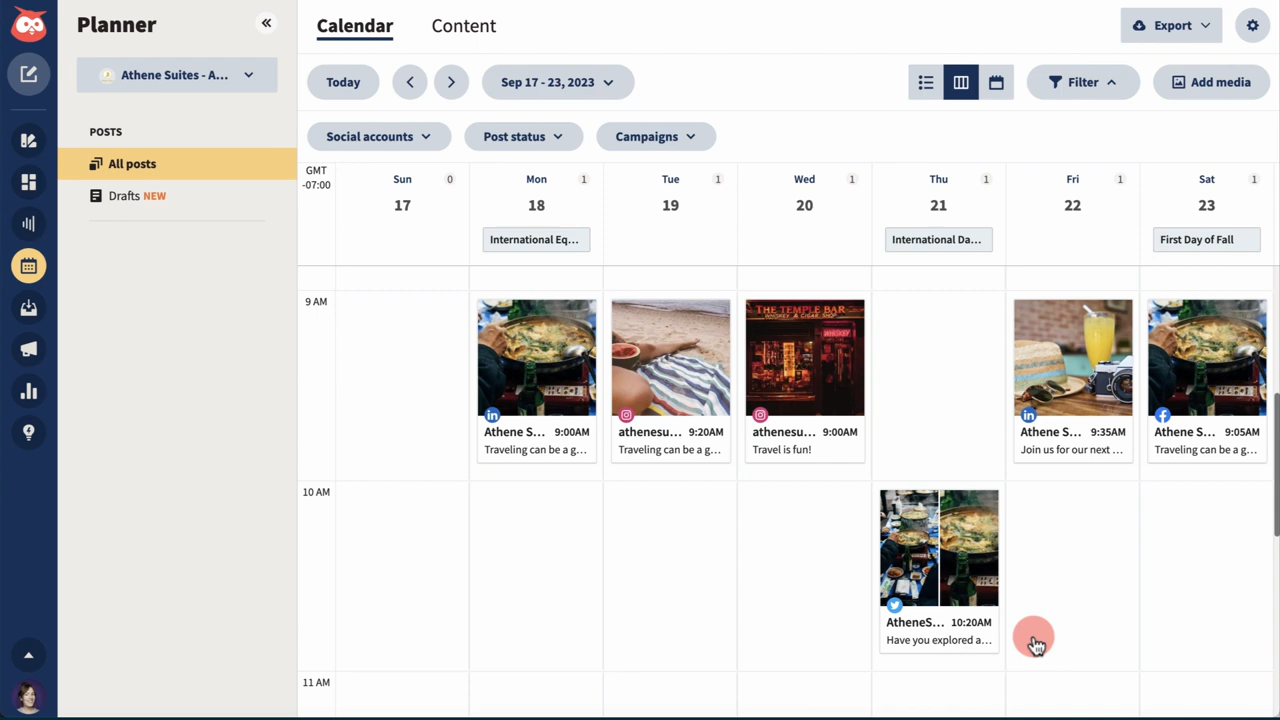 Planner
Calendar
Content
Export
Athene Suites - A...
Today
Sep 17 - 23, 2023
Filter
Add media
POSTS
All posts
Drafts NEW
Social accounts
Post status
Campaigns
GMT
-07:00
Sun 0
17
Mon 1
18
Tue 1
19
Wed 1
20
Thu 1
21
Fri 1
22
Sat 1
23
International Eq...
International Da...
First Day of Fall
9 AM
THE TEMPLE BAR
WHISKEY & CIGAR SHOP
WHISKEY
Athene S... 9:00AM
Traveling can be a g...
athenesu... 9:20AM
Traveling can be a g...
athenesu... 9:00AM
Travel is fun!
Athene S... 9:35AM
Join us for our next ...
Athene S... 9:05AM
Traveling can be a g...
10 AM
AtheneS... 10:20AM
Have you explored a...
11 AM